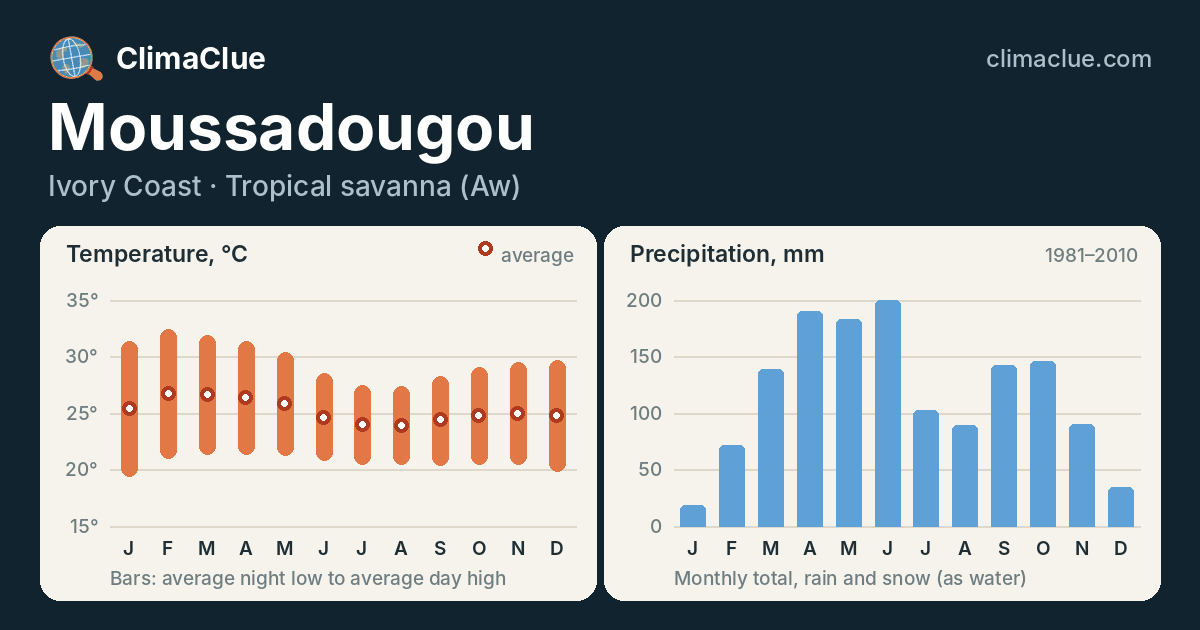 ClimaClue
climaclue.com
Moussadougou
Ivory Coast · Tropical savanna (Aw)
Temperature, °C
average
35°
30°
25°
20°
15°
J F M A M J J A S O N D
Bars: average night low to average day high
Precipitation, mm
1981–2010
200
150
100
50
0
J F M A M J J A S O N D
Monthly total, rain and snow (as water)